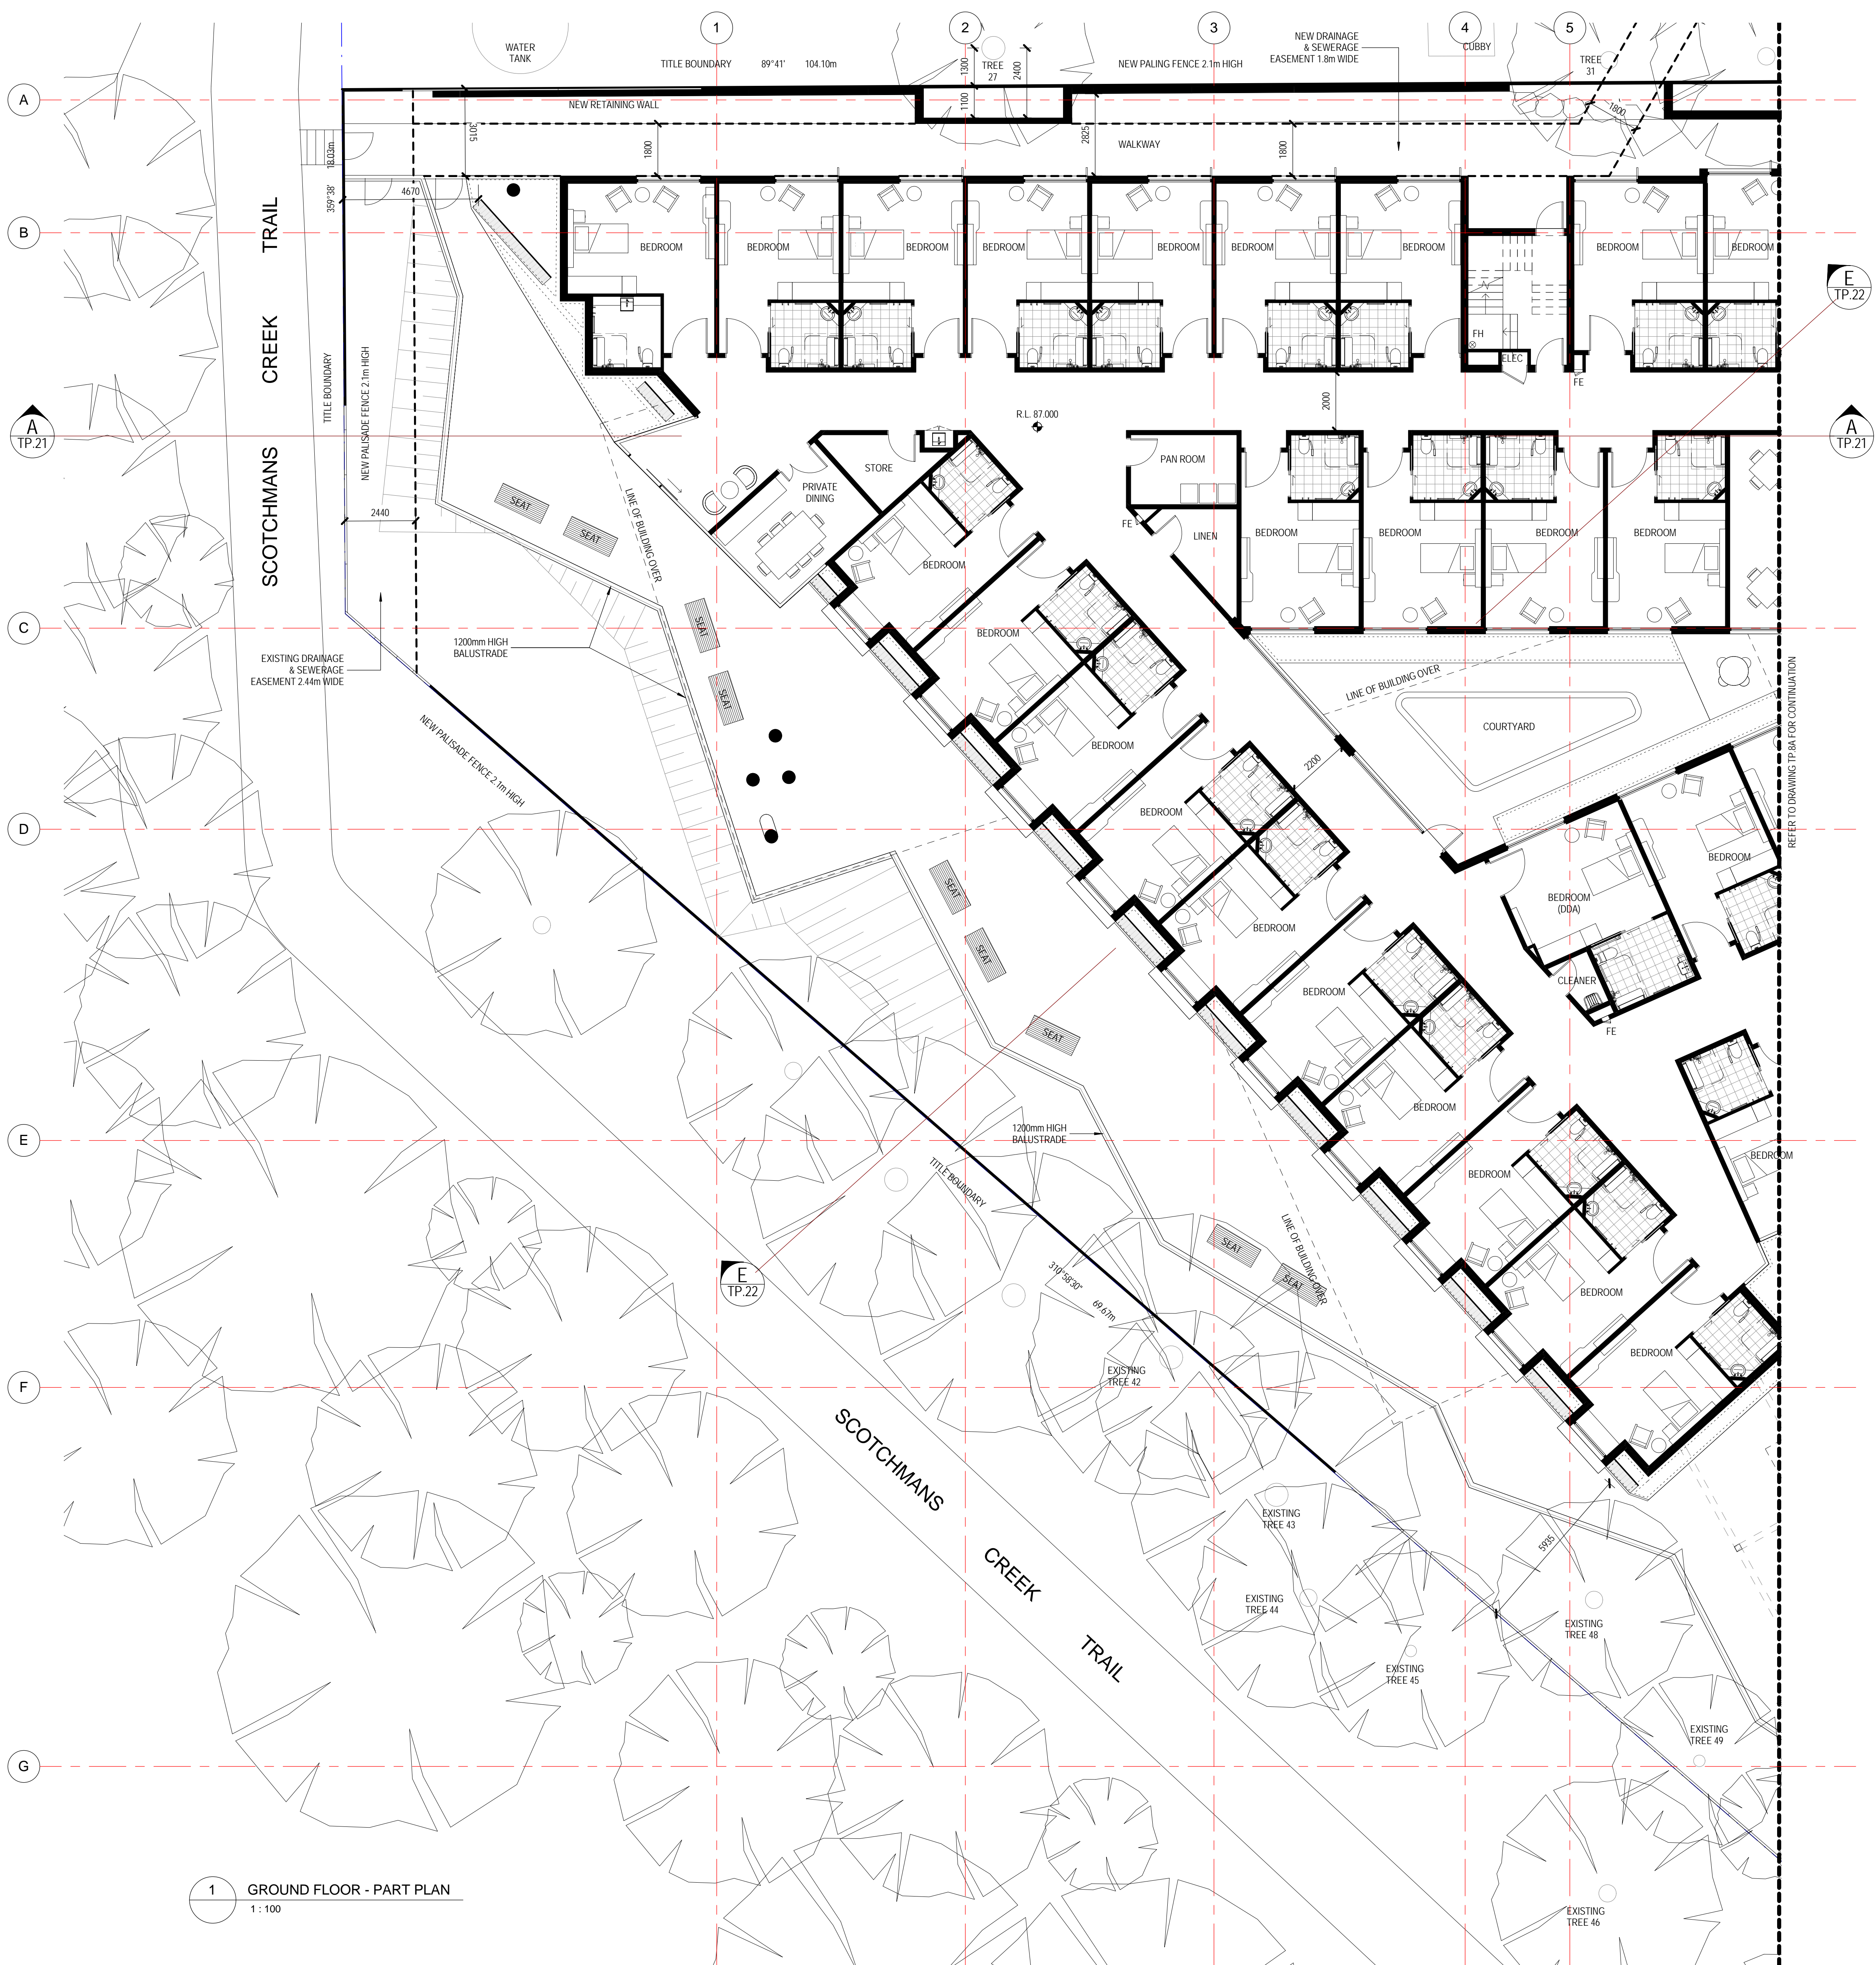 1
2
3
4
5
WATER
TANK
TITLE BOUNDARY 89°41' 104.10m
1300
TREE
27
2400
NEW PALING FENCE 2.1m HIGH
NEW DRAINAGE
& SEWERAGE
EASEMENT 1.8m WIDE
CUBBY
TREE
31
A
NEW RETAINING WALL
1100
1800
3015
1800
2825
WALKWAY
1800
18.03m
359°38'
4670
B
BEDROOM
BEDROOM
BEDROOM
BEDROOM
BEDROOM
BEDROOM
BEDROOM
BEDROOM
BEDROOM
SCOTCHMANS CREEK TRAIL
TITLE BOUNDARY
NEW PALISADE FENCE 2.1m HIGH
E
TP.22
FH
ELEC
FE
2000
R.L. 87.000
A
TP.21
A
TP.21
STORE
PRIVATE
DINING
PAN ROOM
FE
LINEN
SEAT
SEAT
LINE OF BUILDING OVER
2440
BEDROOM
BEDROOM
BEDROOM
BEDROOM
BEDROOM
C
SEAT
SEAT
1200mm HIGH
BALUSTRADE
EXISTING DRAINAGE
& SEWERAGE
EASEMENT 2.44m WIDE
BEDROOM
BEDROOM
LINE OF BUILDING OVER
COURTYARD
REFER TO DRAWING TP.8A FOR CONTINUATION
NEW PALISADE FENCE 2.1m HIGH
2200
D
BEDROOM
BEDROOM
BEDROOM
BEDROOM
(DDA)
SEAT
SEAT
CLEANER
FE
BEDROOM
SEAT
BEDROOM
E
1200mm HIGH
BALUSTRADE
BEDROOM
TITLE BOUNDARY
BEDROOM
LINE OF BUILDING OVER
SEAT
SEAT
E
TP.22
310°58'30" 69.67m
BEDROOM
BEDROOM
F
EXISTING
TREE 42
SCOTCHMANS CREEK TRAIL
EXISTING
TREE 43
5935
EXISTING
TREE 44
EXISTING
TREE 48
EXISTING
TREE 45
EXISTING
TREE 49
G
1
GROUND FLOOR - PART PLAN
1 : 100
EXISTING
TREE 46